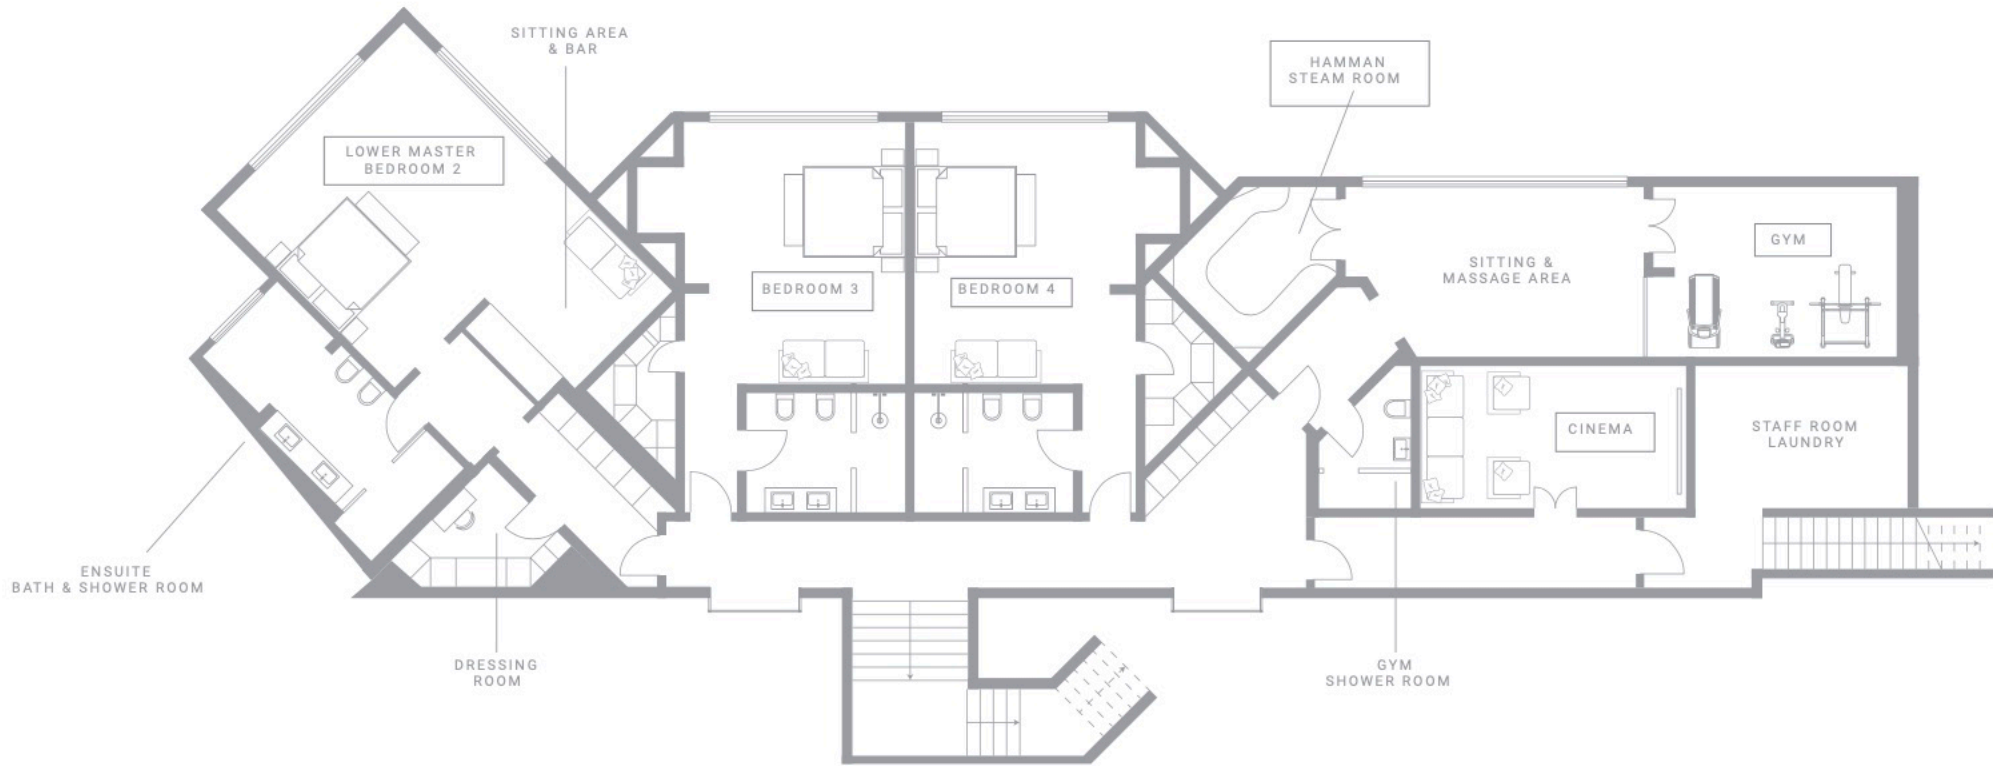 SITTING AREA
& BAR
HAMMAN
STEAM ROOM
LOWER MASTER
BEDROOM 2
GYM
SITTING &
MASSAGE AREA
BEDROOM 3
BEDROOM 4
CINEMA
STAFF ROOM
LAUNDRY
ENSUITE
BATH & SHOWER ROOM
DRESSING
ROOM
GYM
SHOWER ROOM